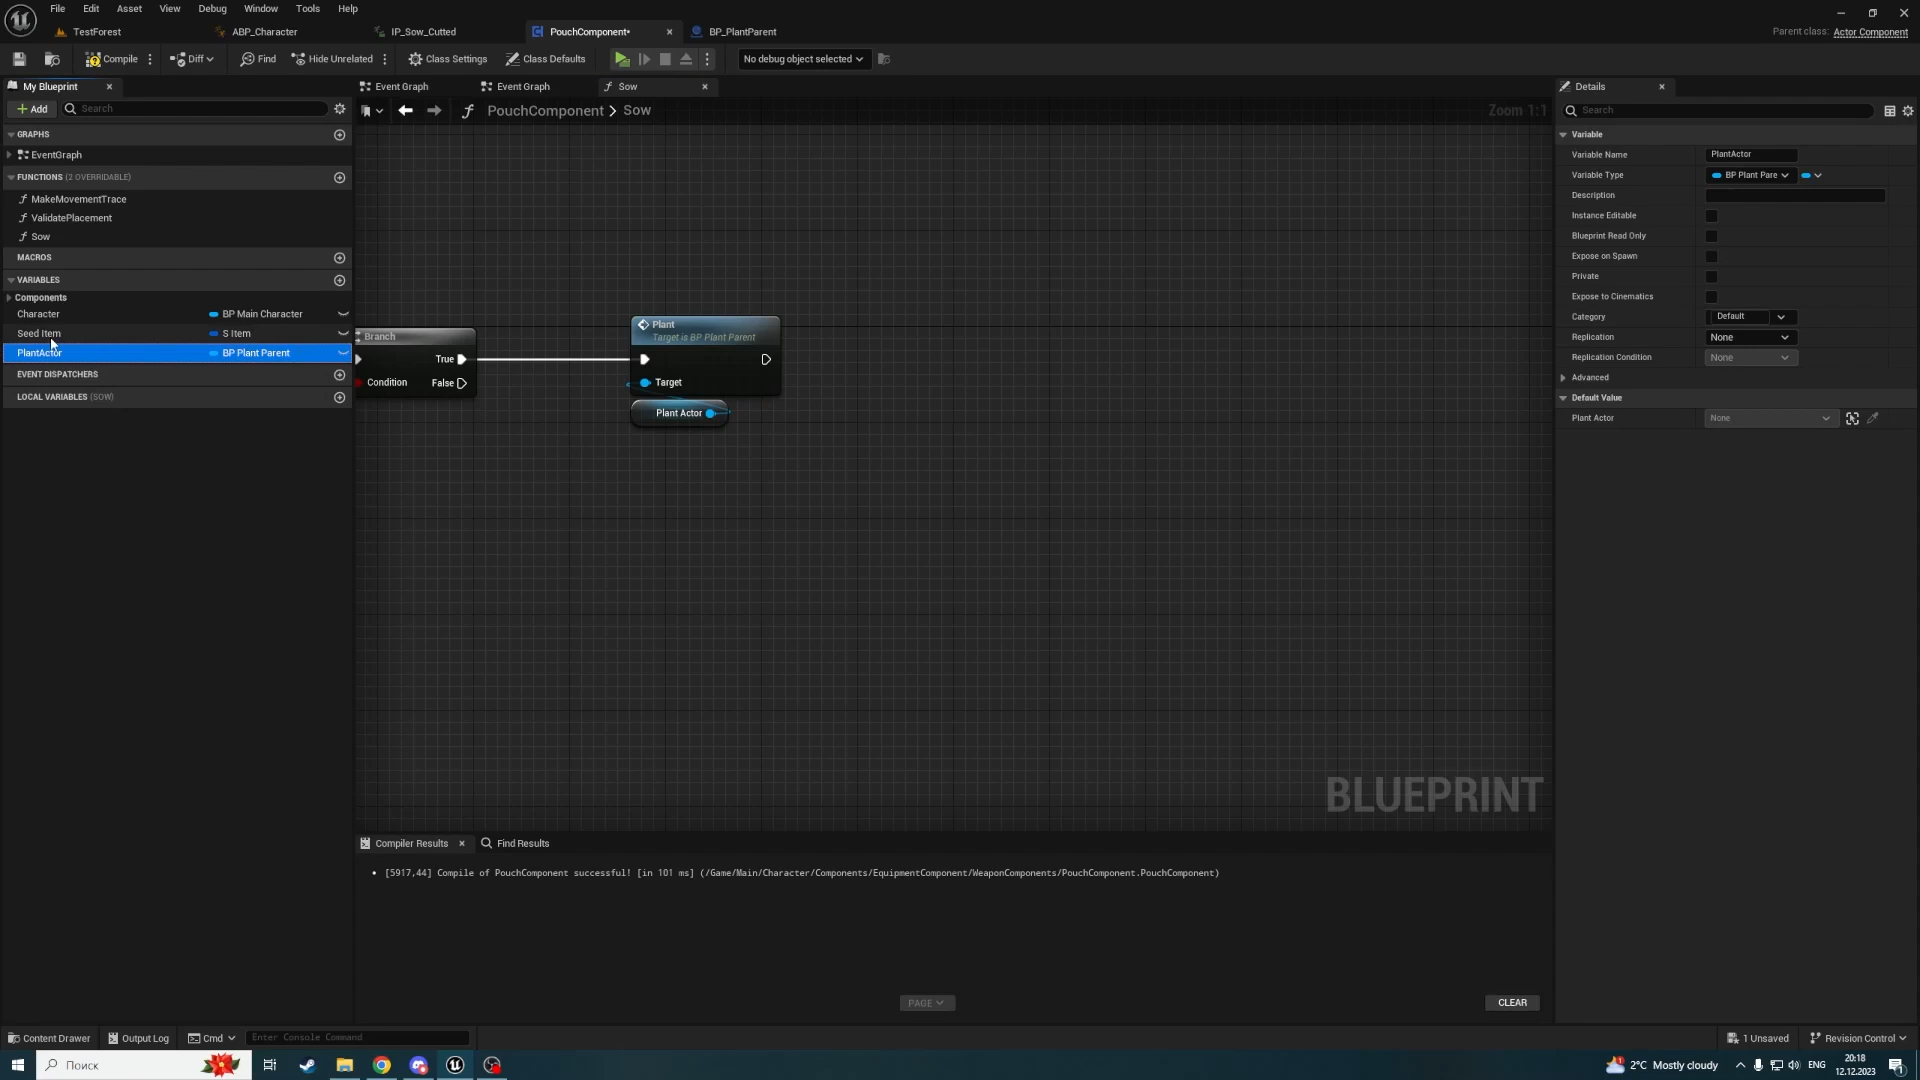 File Edit Asset View Debug Window Tools Help
TestForest ABP_Character IP_Sow_Cutted PouchComponent* BP_PlantParent
Parent class: Actor Component
Compile Diff Find Hide Unrelated Class Settings Class Defaults No debug object selected
My Blueprint Event Graph Event Graph Sow Details
Add Search PouchComponent > Sow Zoom 1:1 Search
GRAPHS
EventGraph
FUNCTIONS (2 OVERRIDABLE)
MakeMovementTrace
ValidatePlacement
Sow
MACROS
VARIABLES
Components
Character BP Main Character
Seed Item S Item
PlantActor BP Plant Parent
EVENT DISPATCHERS
LOCAL VARIABLES (SOW)
Branch
True
Condition False
Plant
Target is BP Plant Parent
Target
Plant Actor
BLUEPRINT
Variable
Variable Name PlantActor
Variable Type BP Plant Pare
Description
Instance Editable
Blueprint Read Only
Expose on Spawn
Private
Expose to Cinematics
Category Default
Replication None
Replication Condition None
Advanced
Default Value
Plant Actor None
Compiler Results Find Results
[5917,44] Compile of PouchComponent successful! [in 101 ms] (/Game/Main/Character/Components/EquipmentComponent/WeaponComponents/PouchComponent.PouchComponent)
PAGE CLEAR
Content Drawer Output Log Cmd Enter Console Command 1 Unsaved Revision Control
Поиск 2°C Mostly cloudy ENG 20:18
12.12.2023